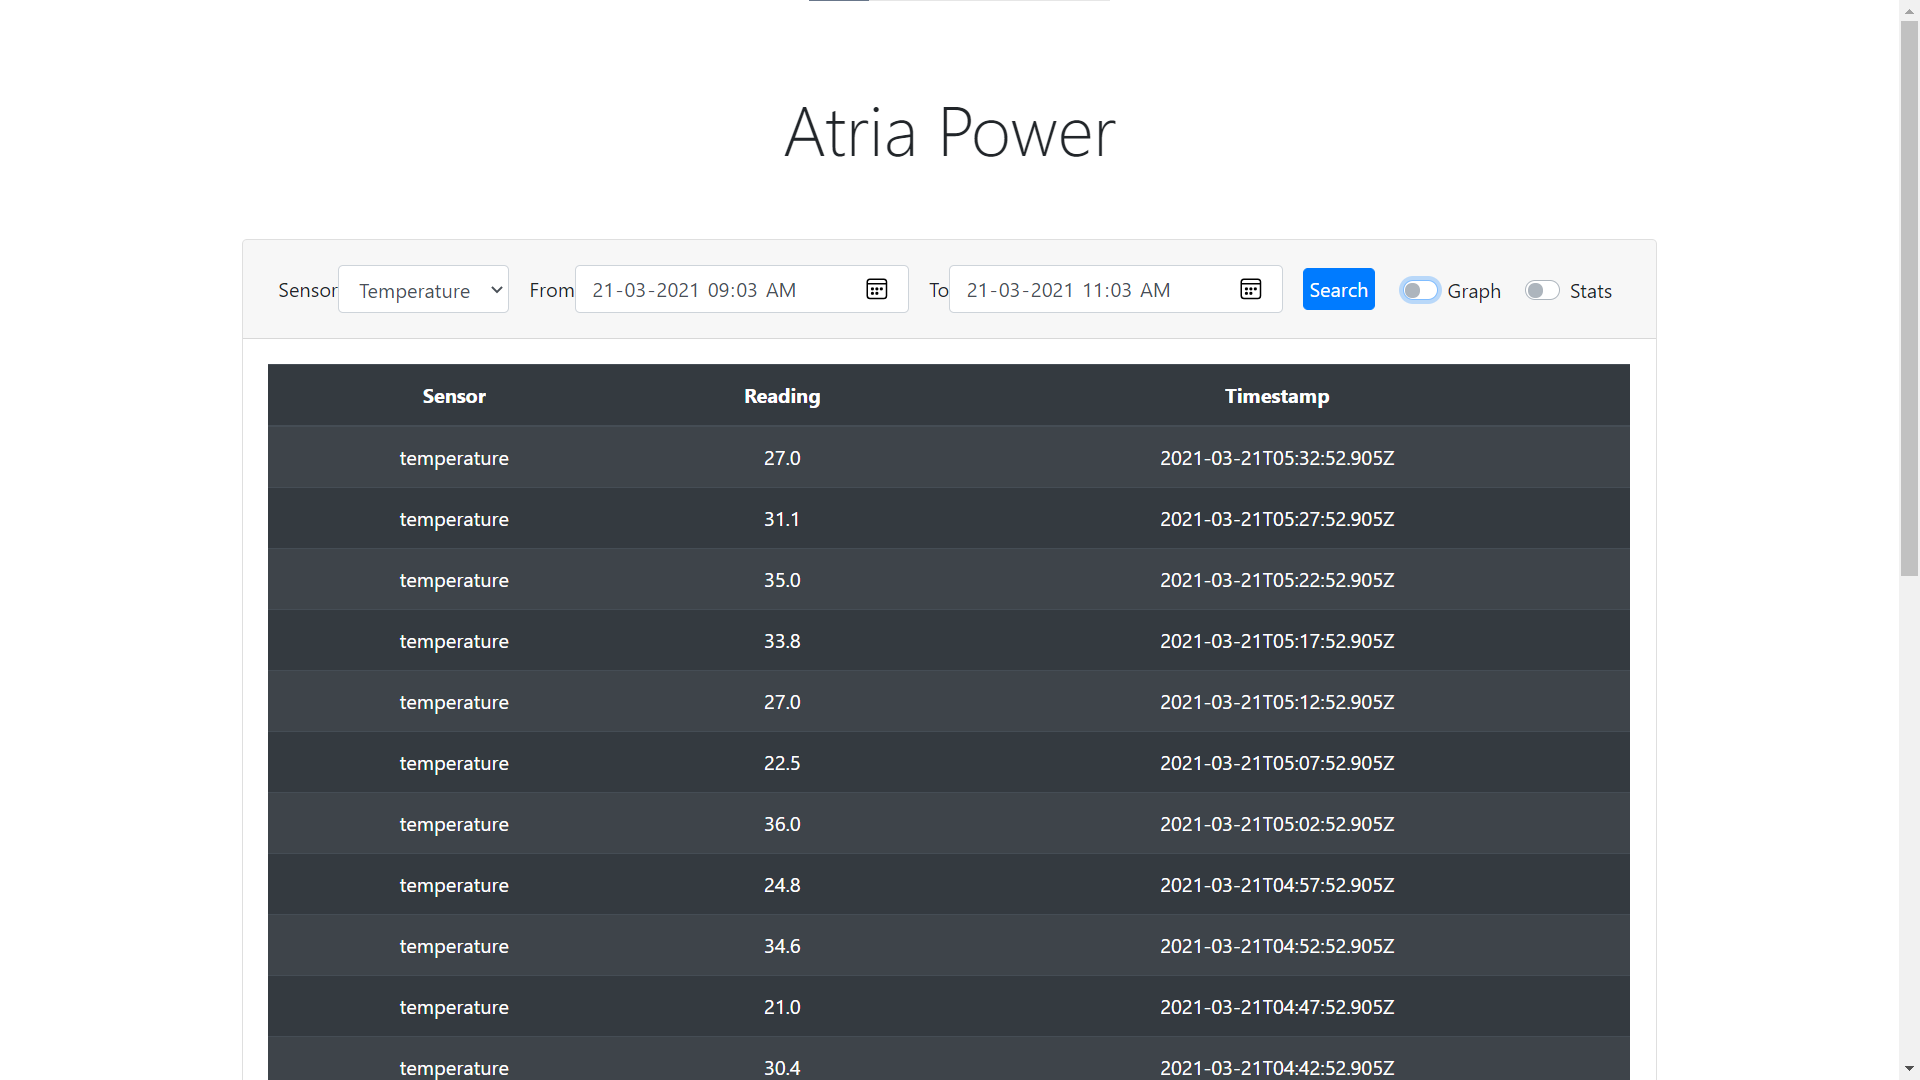 Atria Power
Sensor Temperature From 21-03-2021 09:03 AM To 21-03-2021 11:03 AM Search Graph Stats
Sensor Reading Timestamp
temperature 27.0 2021-03-21T05:32:52.905Z
temperature 31.1 2021-03-21T05:27:52.905Z
temperature 35.0 2021-03-21T05:22:52.905Z
temperature 33.8 2021-03-21T05:17:52.905Z
temperature 27.0 2021-03-21T05:12:52.905Z
temperature 22.5 2021-03-21T05:07:52.905Z
temperature 36.0 2021-03-21T05:02:52.905Z
temperature 24.8 2021-03-21T04:57:52.905Z
temperature 34.6 2021-03-21T04:52:52.905Z
temperature 21.0 2021-03-21T04:47:52.905Z
temperature 30.4 2021-03-21T04:42:52.905Z